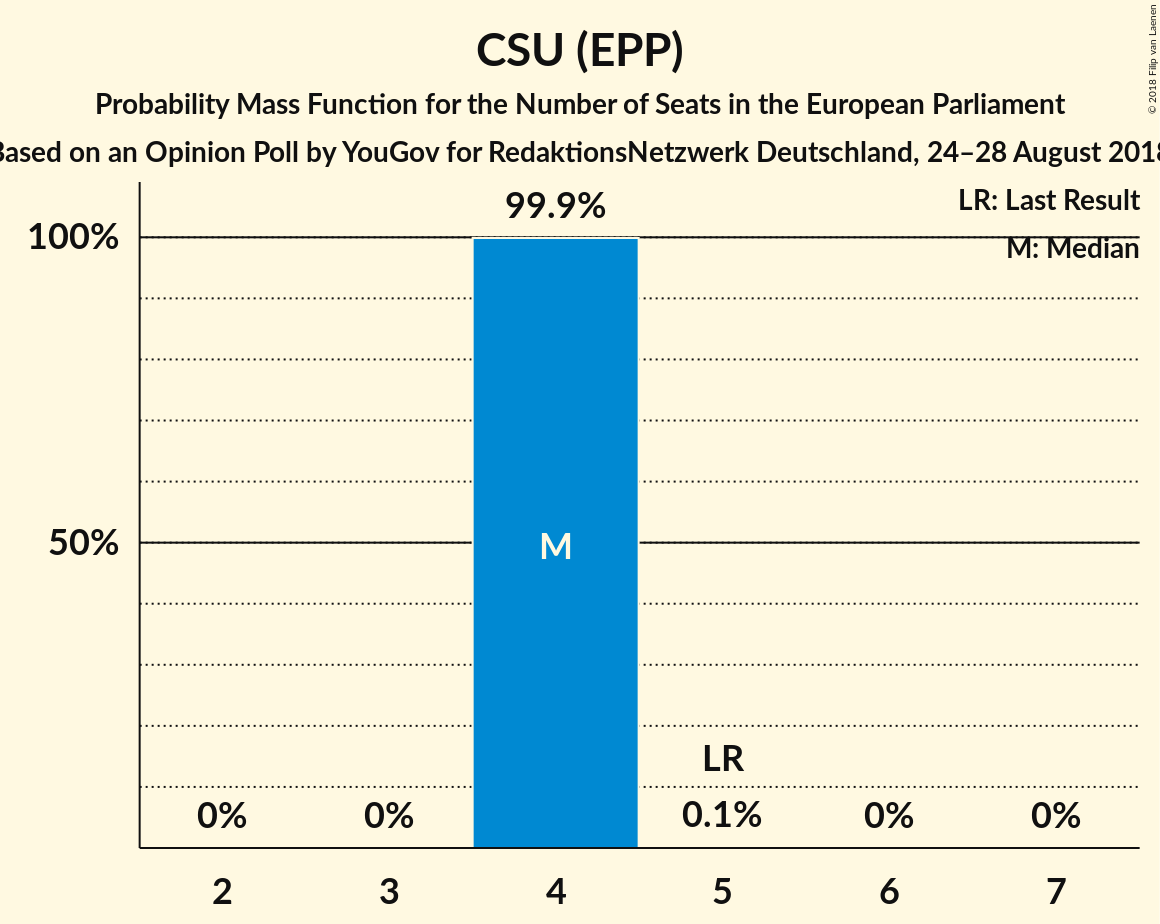 CSU (EPP)
Probability Mass Function for the Number of Seats in the European Parliament
Based on an Opinion Poll by YouGov for RedaktionsNetzwerk Deutschland, 24–28 August 2018
© 2018 Filip van Laenen
LR: Last Result
M: Median
99.9%
100%
50%
M
LR
0% 0% 0.1% 0% 0%
2 3 4 5 6 7